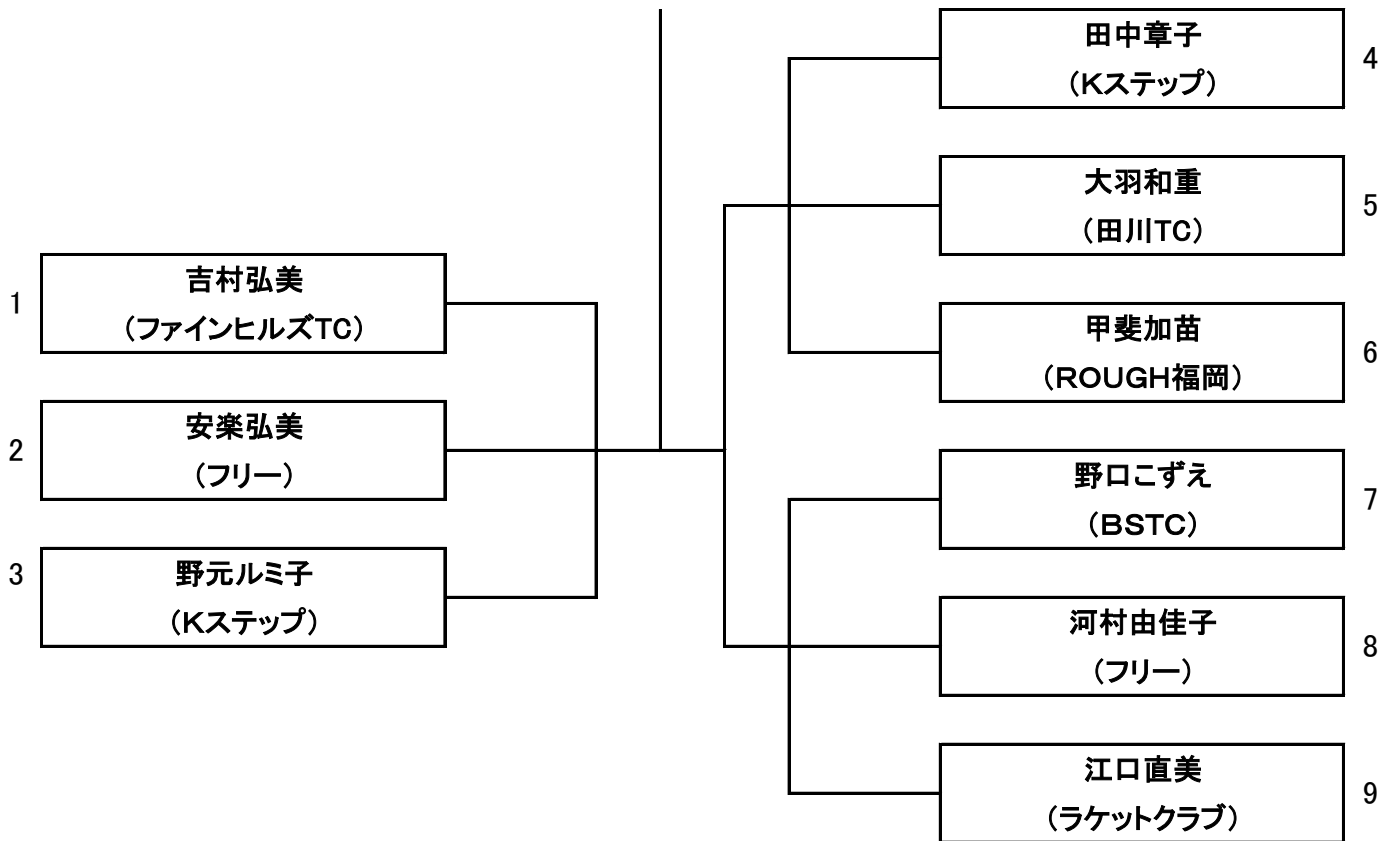 1
吉村弘美
（ファインヒルズTC）
2
安楽弘美
（フリー）
3
野元ルミ子
（Kステップ）
田中章子
（Kステップ）
4
大羽和重
（田川TC）
5
甲斐加苗
（ROUGH福岡）
6
野口こずえ
（BSTC）
7
河村由佳子
（フリー）
8
江口直美
（ラケットクラブ）
9